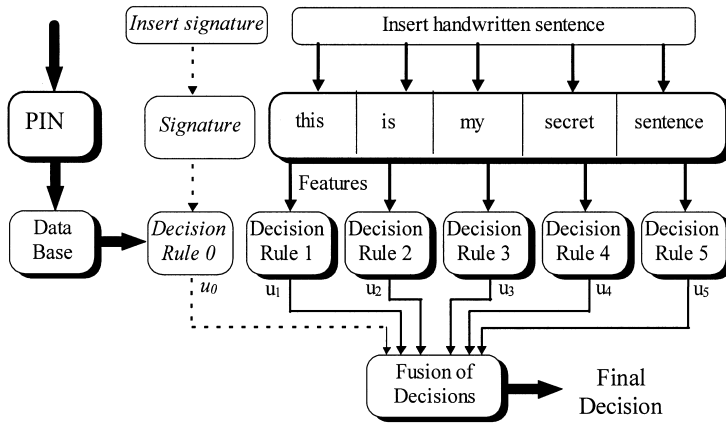 Insert signature
Insert handwritten sentence
PIN
Signature
this is my secret sentence
Features
Data
Base
Decision
Rule 0
Decision
Rule 1
Decision
Rule 2
Decision
Rule 3
Decision
Rule 4
Decision
Rule 5
u0
u1
u2
u3
u4
u5
Fusion of
Decisions
Final
Decision